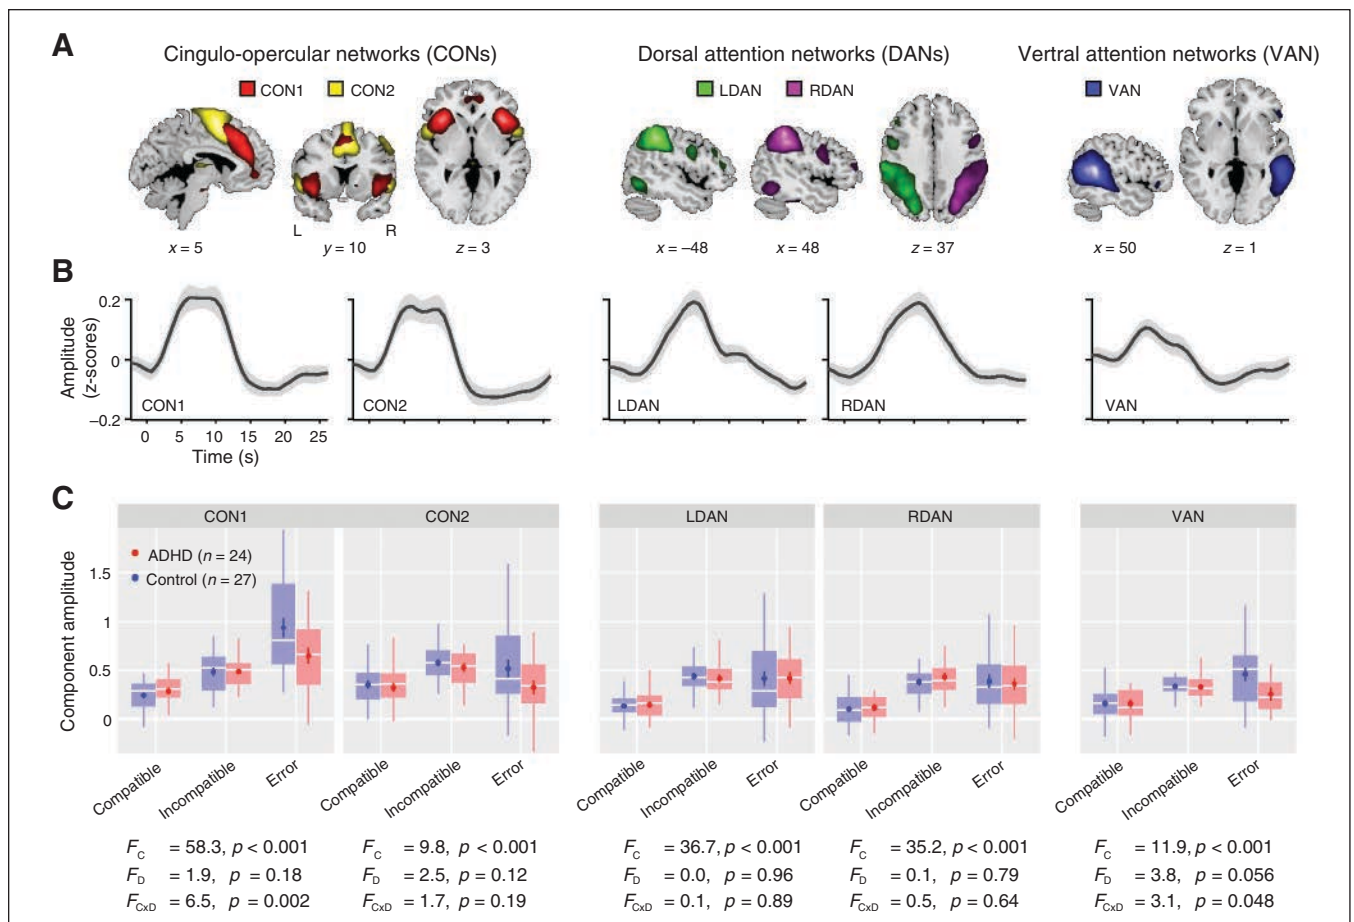 A
Cingulo-opercular networks (CONs)
Dorsal attention networks (DANs)
Vertral attention networks (VAN)
CON1
CON2
LDAN
RDAN
VAN
L
R
x = 5
y = 10
z = 3
x = –48
x = 48
z = 37
x = 50
z = 1
B
Amplitude
(z-scores)
0.2
0
–0.2
CON1
CON2
LDAN
RDAN
VAN
0 5 10 15 20 25
Time (s)
C
CON1
CON2
LDAN
RDAN
VAN
Component amplitude
1.5
1
0.5
0
ADHD (n = 24)
Control (n = 27)
Compatible
Incompatible
Error
Compatible
Incompatible
Error
Compatible
Incompatible
Error
Compatible
Incompatible
Error
Compatible
Incompatible
Error
FC = 58.3, p < 0.001
FD = 1.9, p = 0.18
FCxD = 6.5, p = 0.002
FC = 9.8, p < 0.001
FD = 2.5, p = 0.12
FCxD = 1.7, p = 0.19
FC = 36.7, p < 0.001
FD = 0.0, p = 0.96
FCxD = 0.1, p = 0.89
FC = 35.2, p < 0.001
FD = 0.1, p = 0.79
FCxD = 0.5, p = 0.64
FC = 11.9, p < 0.001
FD = 3.8, p = 0.056
FCxD = 3.1, p = 0.048